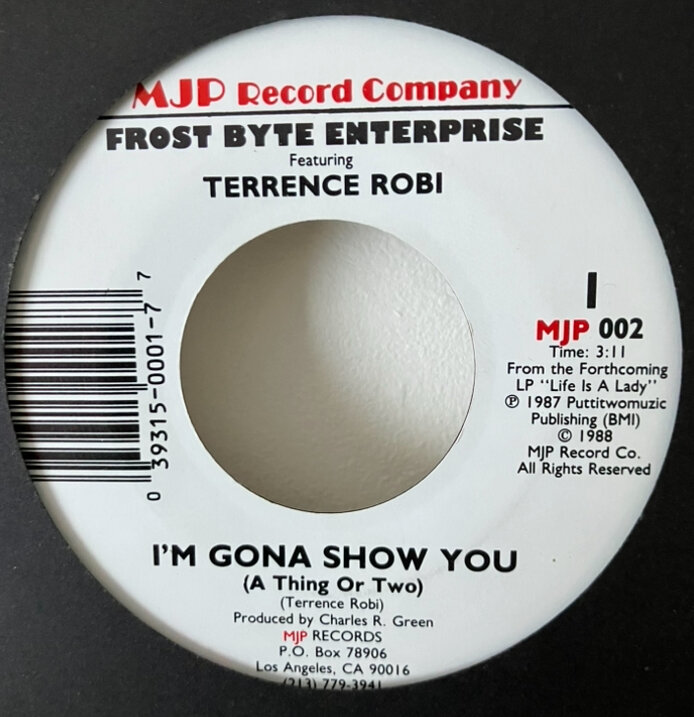 MJP Record Company
FROST BYTE ENTERPRISE
Featuring
TERRENCE ROBI
0 39315-0001-7 7
I
MJP 002
Time: 3:11
From the Forthcoming
LP "Life Is A Lady"
℗ 1987 Puttitwomuzic
Publishing (BMI)
© 1988
MJP Record Co.
All Rights Reserved
I'M GONA SHOW YOU
(A Thing Or Two)
(Terrence Robi)
Produced by Charles R. Green
MJP RECORDS
P.O. Box 78906
Los Angeles, CA 90016
(213) 779-3941